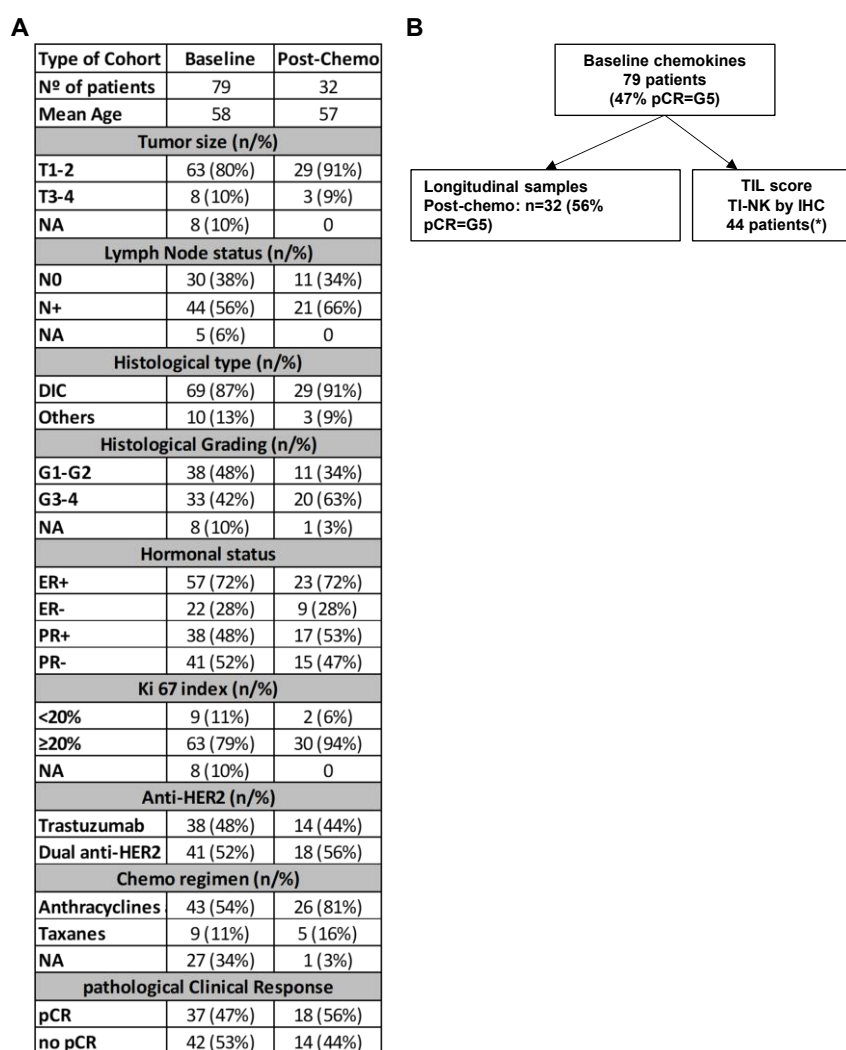 A
Type of Cohort Baseline Post-Chemo
Nº of patients 79 32
Mean Age 58 57
Tumor size (n/%)
T1-2 63 (80%) 29 (91%)
T3-4 8 (10%) 3 (9%)
NA 8 (10%) 0
Lymph Node status (n/%)
N0 30 (38%) 11 (34%)
N+ 44 (56%) 21 (66%)
NA 5 (6%) 0
Histological type (n/%)
DIC 69 (87%) 29 (91%)
Others 10 (13%) 3 (9%)
Histological Grading (n/%)
G1-G2 38 (48%) 11 (34%)
G3-4 33 (42%) 20 (63%)
NA 8 (10%) 1 (3%)
Hormonal status
ER+ 57 (72%) 23 (72%)
ER- 22 (28%) 9 (28%)
PR+ 38 (48%) 17 (53%)
PR- 41 (52%) 15 (47%)
Ki 67 index (n/%)
<20% 9 (11%) 2 (6%)
≥20% 63 (79%) 30 (94%)
NA 8 (10%) 0
Anti-HER2 (n/%)
Trastuzumab 38 (48%) 14 (44%)
Dual anti-HER2 41 (52%) 18 (56%)
Chemo regimen (n/%)
Anthracyclines 43 (54%) 26 (81%)
Taxanes 9 (11%) 5 (16%)
NA 27 (34%) 1 (3%)
pathological Clinical Response
pCR 37 (47%) 18 (56%)
no pCR 42 (53%) 14 (44%)
B
Baseline chemokines
79 patients
(47% pCR=G5)
Longitudinal samples
Post-chemo: n=32 (56%
pCR=G5)
TIL score
TI-NK by IHC
44 patients(*)